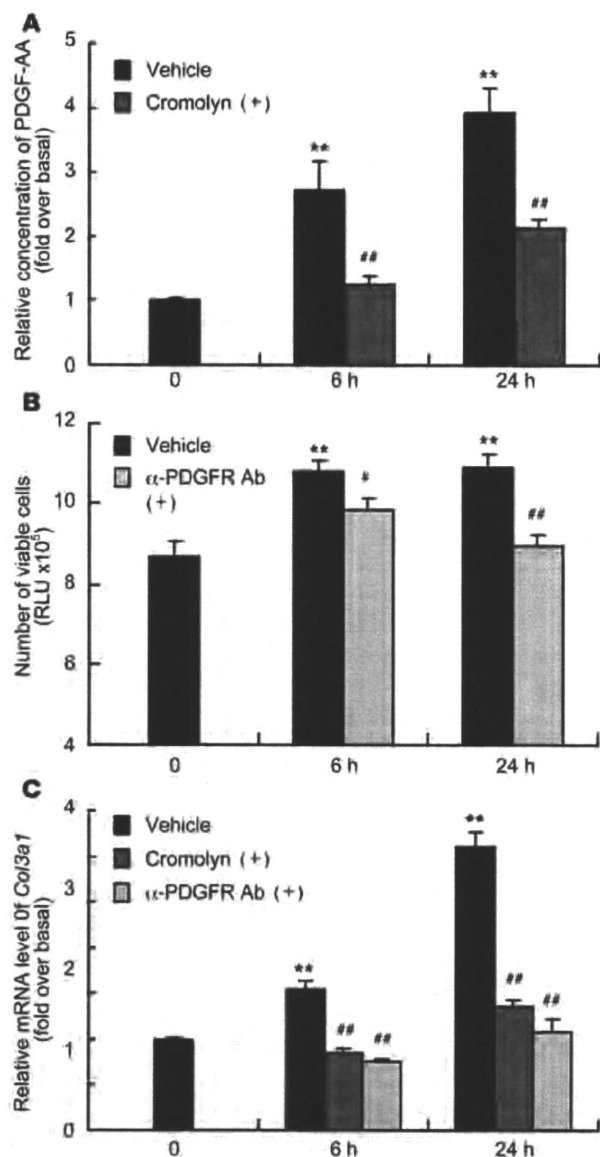 A
Relative concentration of PDGF-AA
(fold over basal)
5
4
3
2
1
0
Vehicle
Cromolyn (+)
**
##
**
##
0
6 h
24 h
B
Number of viable cells
(RLU x10⁵)
12
10
8
6
4
Vehicle
α-PDGFR Ab
(+)
**
#
**
##
0
6 h
24 h
C
Relative mRNA level 0f Col3a1
(fold over basal)
4
3
2
1
0
Vehicle
Cromolyn (+)
α-PDGFR Ab (+)
**
##
##
**
##
##
0
6 h
24 h